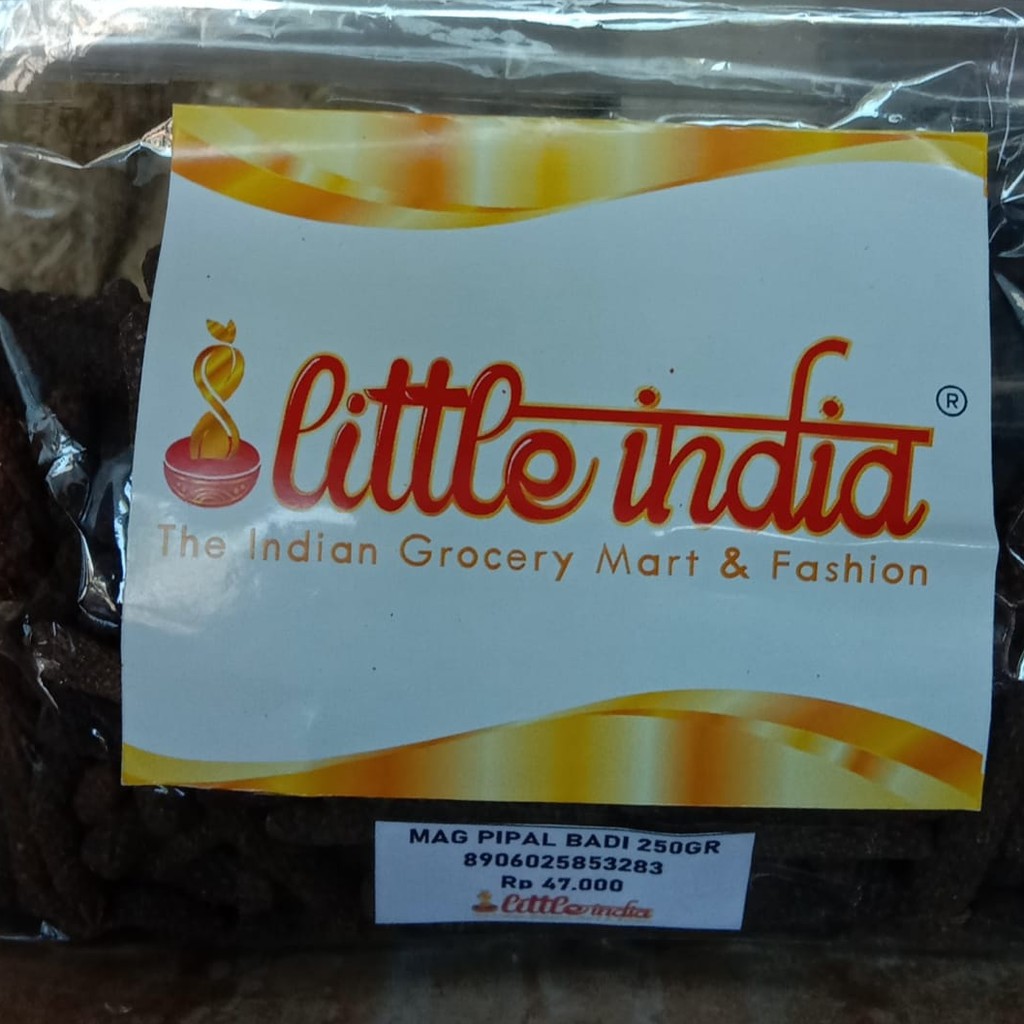 little india ®
The Indian Grocery Mart & Fashion
MAG PIPAL BADI 250GR
8906025853283
Rp 47.000
little india